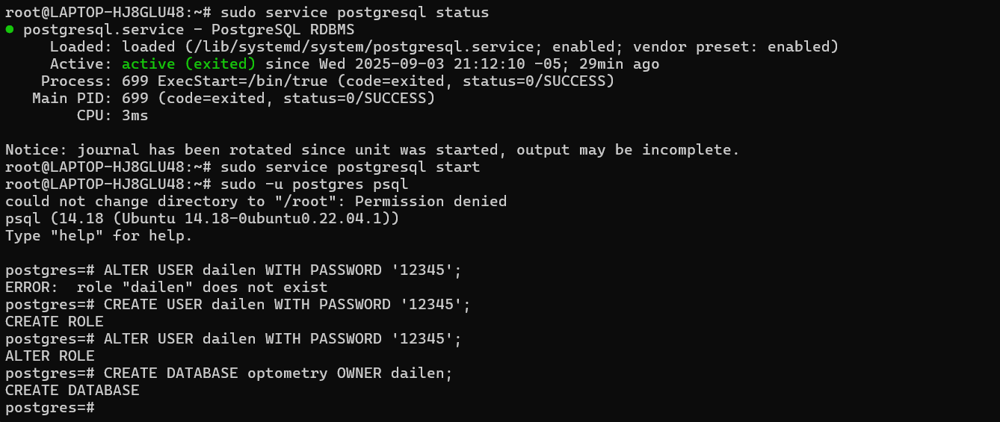 root@LAPTOP-HJ8GLU48:~# sudo service postgresql status
● postgresql.service - PostgreSQL RDBMS
     Loaded: loaded (/lib/systemd/system/postgresql.service; enabled; vendor preset: enabled)
     Active: active (exited) since Wed 2025-09-03 21:12:10 -05; 29min ago
    Process: 699 ExecStart=/bin/true (code=exited, status=0/SUCCESS)
   Main PID: 699 (code=exited, status=0/SUCCESS)
        CPU: 3ms

Notice: journal has been rotated since unit was started, output may be incomplete.
root@LAPTOP-HJ8GLU48:~# sudo service postgresql start
root@LAPTOP-HJ8GLU48:~# sudo -u postgres psql
could not change directory to "/root": Permission denied
psql (14.18 (Ubuntu 14.18-0ubuntu0.22.04.1))
Type "help" for help.

postgres=# ALTER USER dailen WITH PASSWORD '12345';
ERROR:  role "dailen" does not exist
postgres=# CREATE USER dailen WITH PASSWORD '12345';
CREATE ROLE
postgres=# ALTER USER dailen WITH PASSWORD '12345';
ALTER ROLE
postgres=# CREATE DATABASE optometry OWNER dailen;
CREATE DATABASE
postgres=#